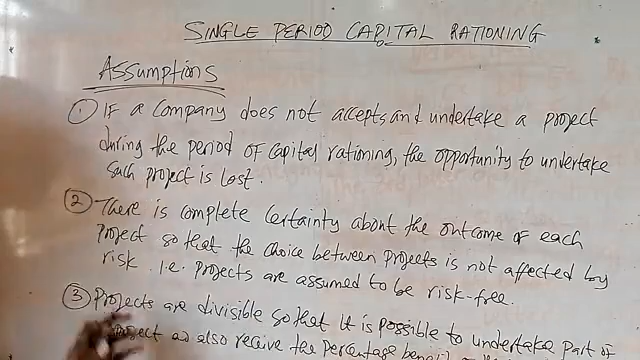 SINGLE PERIOD CAPITAL RATIONING
Assumptions
① IF a Company does not accepts and undertake a project
during the period of capital rationing, the opportunity to undertake
such project is lost.
② There is complete certainty about the outcome of each
project so that the choice between projects is not affected by
risk. i.e. projects are assumed to be risk-free.
③ Projects are divisible so that it is possible to undertake part of
project also receive the percentage